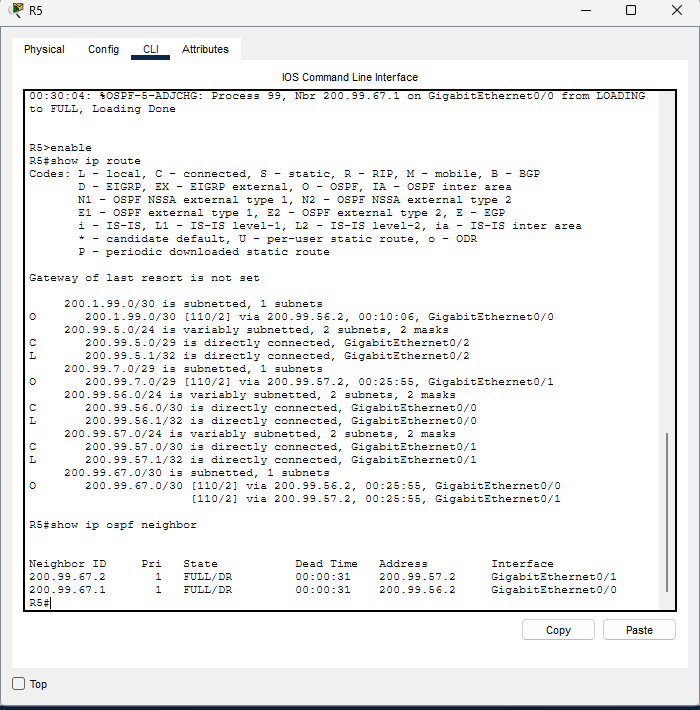 R5
Physical Config CLI Attributes
IOS Command Line Interface
00:30:04: %OSPF-5-ADJCHG: Process 99, Nbr 200.99.67.1 on GigabitEthernet0/0 from LOADING
to FULL, Loading Done
R5>enable
R5#show ip route
Codes: L - local, C - connected, S - static, R - RIP, M - mobile, B - BGP
D - EIGRP, EX - EIGRP external, O - OSPF, IA - OSPF inter area
N1 - OSPF NSSA external type 1, N2 - OSPF NSSA external type 2
E1 - OSPF external type 1, E2 - OSPF external type 2, E - EGP
i - IS-IS, L1 - IS-IS level-1, L2 - IS-IS level-2, ia - IS-IS inter area
* - candidate default, U - per-user static route, o - ODR
P - periodic downloaded static route
Gateway of last resort is not set
200.1.99.0/30 is subnetted, 1 subnets
O 200.1.99.0/30 [110/2] via 200.99.56.2, 00:10:06, GigabitEthernet0/0
200.99.5.0/24 is variably subnetted, 2 subnets, 2 masks
C 200.99.5.0/29 is directly connected, GigabitEthernet0/2
L 200.99.5.1/32 is directly connected, GigabitEthernet0/2
200.99.7.0/29 is subnetted, 1 subnets
O 200.99.7.0/29 [110/2] via 200.99.57.2, 00:25:55, GigabitEthernet0/1
200.99.56.0/24 is variably subnetted, 2 subnets, 2 masks
C 200.99.56.0/30 is directly connected, GigabitEthernet0/0
L 200.99.56.1/32 is directly connected, GigabitEthernet0/0
200.99.57.0/24 is variably subnetted, 2 subnets, 2 masks
C 200.99.57.0/30 is directly connected, GigabitEthernet0/1
L 200.99.57.1/32 is directly connected, GigabitEthernet0/1
200.99.67.0/30 is subnetted, 1 subnets
O 200.99.67.0/30 [110/2] via 200.99.56.2, 00:25:55, GigabitEthernet0/0
[110/2] via 200.99.57.2, 00:25:55, GigabitEthernet0/1
R5#show ip ospf neighbor
Neighbor ID Pri State Dead Time Address Interface
200.99.67.2 1 FULL/DR 00:00:31 200.99.57.2 GigabitEthernet0/1
200.99.67.1 1 FULL/DR 00:00:31 200.99.56.2 GigabitEthernet0/0
R5#
Copy Paste
Top